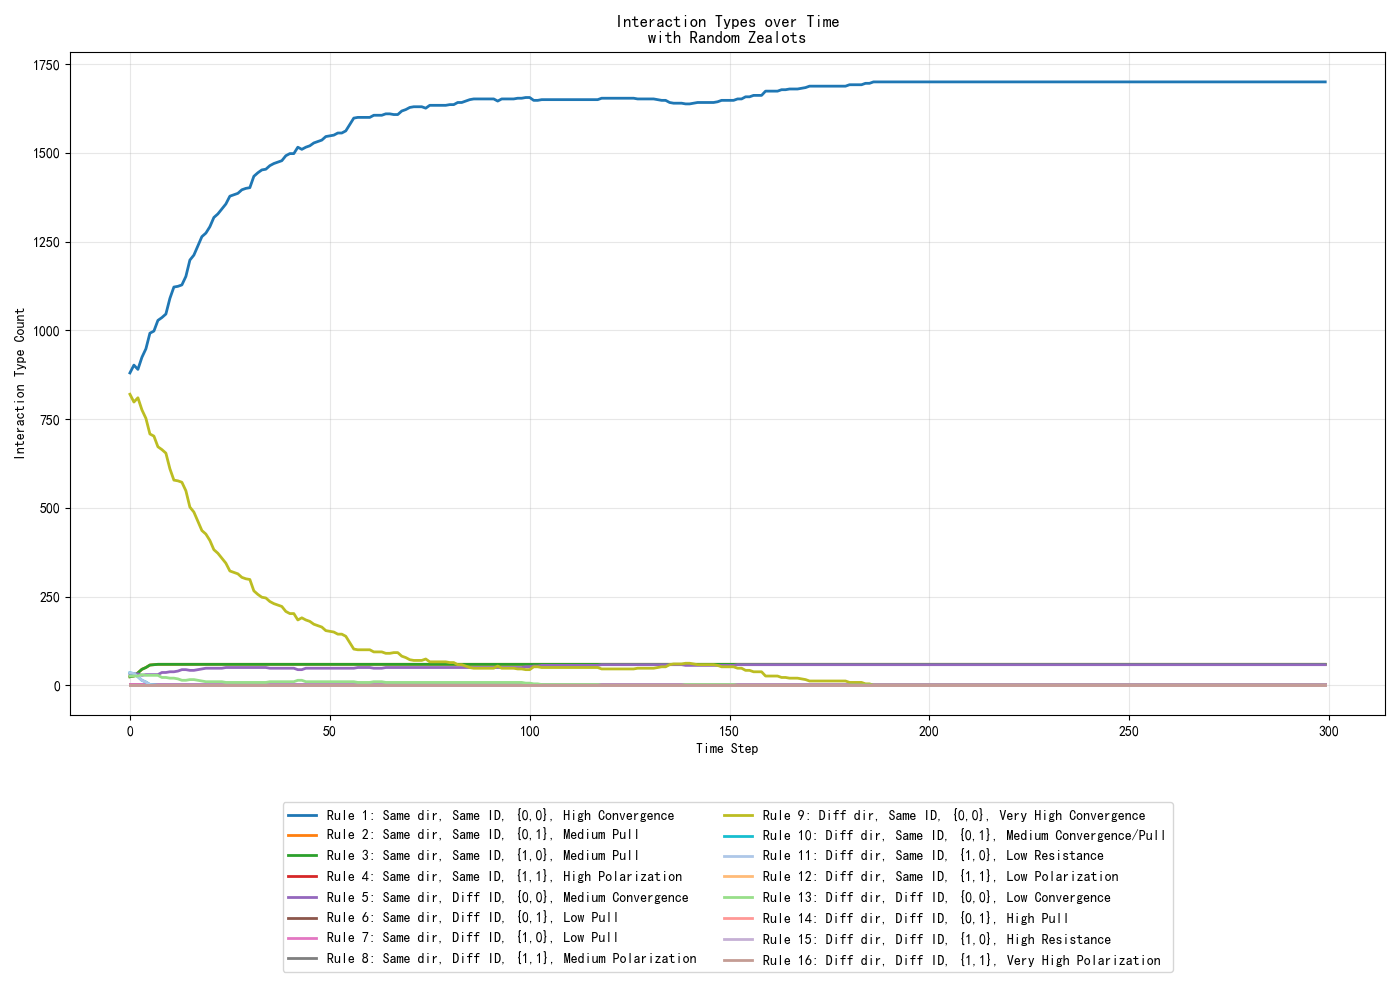 Interaction Types over Time
with Random Zealots
Interaction Type Count
1750
1500
1250
1000
750
500
250
0
0
50
100
150
200
250
300
Time Step
Rule 1: Same dir, Same ID, {0,0}, High Convergence
Rule 2: Same dir, Same ID, {0,1}, Medium Pull
Rule 3: Same dir, Same ID, {1,0}, Medium Pull
Rule 4: Same dir, Same ID, {1,1}, High Polarization
Rule 5: Same dir, Diff ID, {0,0}, Medium Convergence
Rule 6: Same dir, Diff ID, {0,1}, Low Pull
Rule 7: Same dir, Diff ID, {1,0}, Low Pull
Rule 8: Same dir, Diff ID, {1,1}, Medium Polarization
Rule 9: Diff dir, Same ID, {0,0}, Very High Convergence
Rule 10: Diff dir, Same ID, {0,1}, Medium Convergence/Pull
Rule 11: Diff dir, Same ID, {1,0}, Low Resistance
Rule 12: Diff dir, Same ID, {1,1}, Low Polarization
Rule 13: Diff dir, Diff ID, {0,0}, Low Convergence
Rule 14: Diff dir, Diff ID, {0,1}, High Pull
Rule 15: Diff dir, Diff ID, {1,0}, High Resistance
Rule 16: Diff dir, Diff ID, {1,1}, Very High Polarization